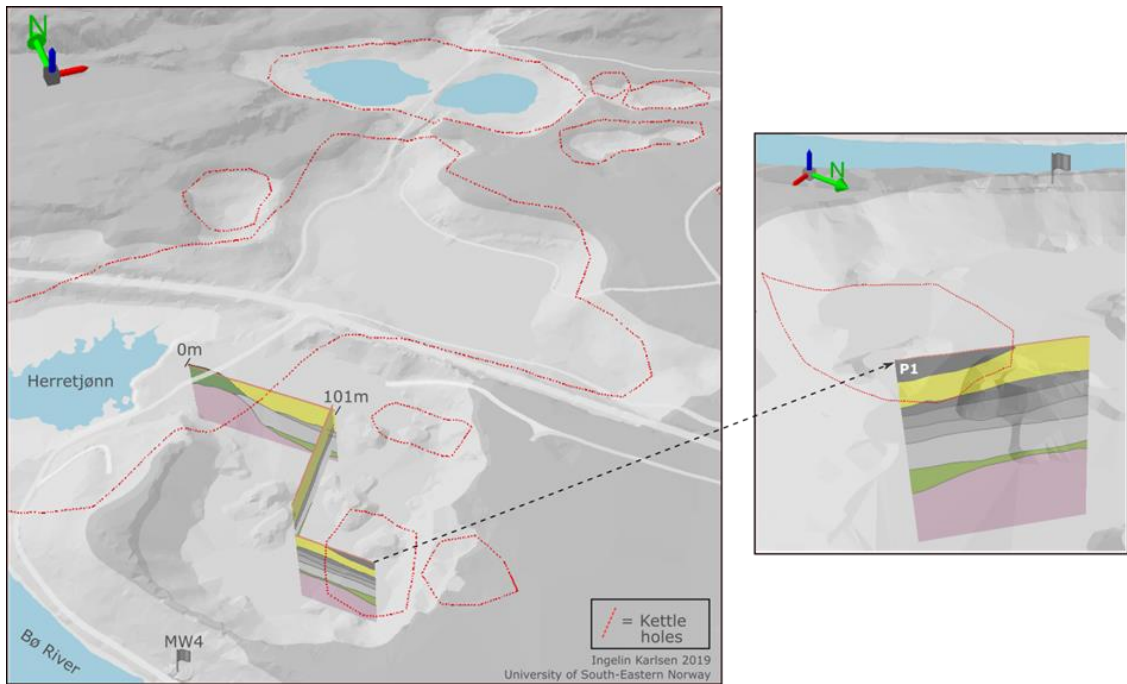 N
0m
Herretjønn
101m
MW4
Bø River
= Kettle
holes
Ingelin Karlsen 2019
University of South-Eastern Norway
N
P1